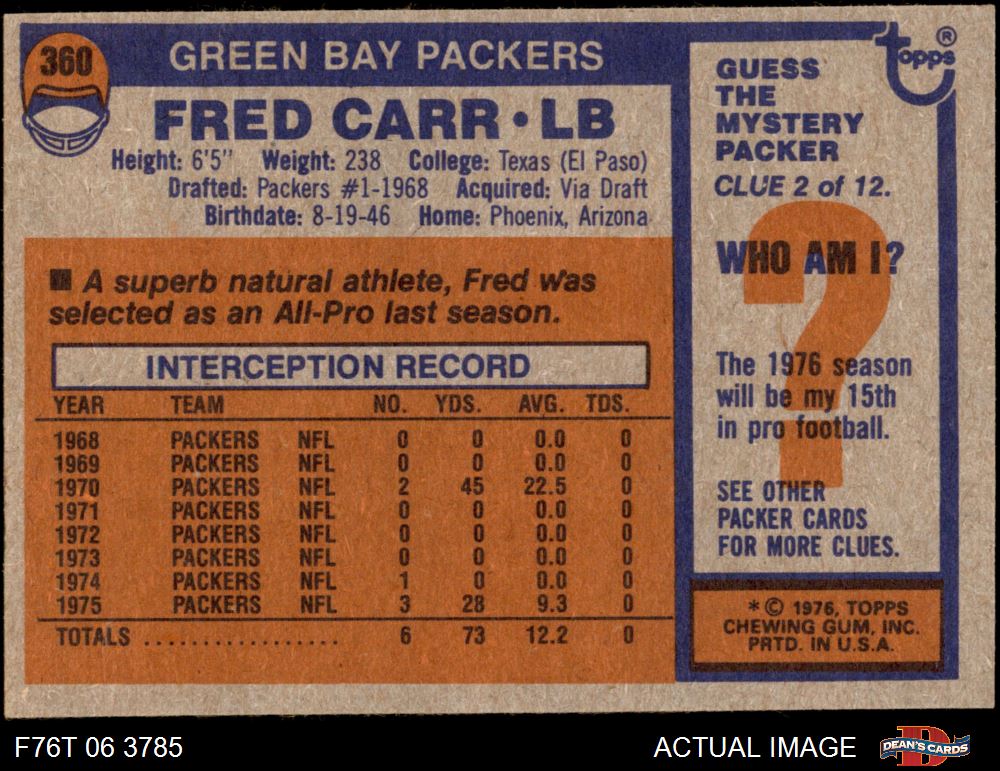 360
GREEN BAY PACKERS
FRED CARR • LB
Height: 6'5" Weight: 238 College: Texas (El Paso)
Drafted: Packers #1-1968 Acquired: Via Draft
Birthdate: 8-19-46 Home: Phoenix, Arizona
■ A superb natural athlete, Fred was
selected as an All-Pro last season.
INTERCEPTION RECORD
YEAR TEAM NO. YDS. AVG. TDS.
1968 PACKERS NFL 0 0 0.0 0
1969 PACKERS NFL 0 0 0.0 0
1970 PACKERS NFL 2 45 22.5 0
1971 PACKERS NFL 0 0 0.0 0
1972 PACKERS NFL 0 0 0.0 0
1973 PACKERS NFL 0 0 0.0 0
1974 PACKERS NFL 1 0 0.0 0
1975 PACKERS NFL 3 28 9.3 0
TOTALS .................. 6 73 12.2 0
topps ®
GUESS
THE
MYSTERY
PACKER
CLUE 2 of 12.
?
WHO AM I?
The 1976 season
will be my 15th
in pro football.
SEE OTHER
PACKER CARDS
FOR MORE CLUES.
* © 1976, TOPPS
CHEWING GUM, INC.
PRTD. IN U.S.A.
F76T 06 3785
ACTUAL IMAGE
D
DEAN'S CARDS